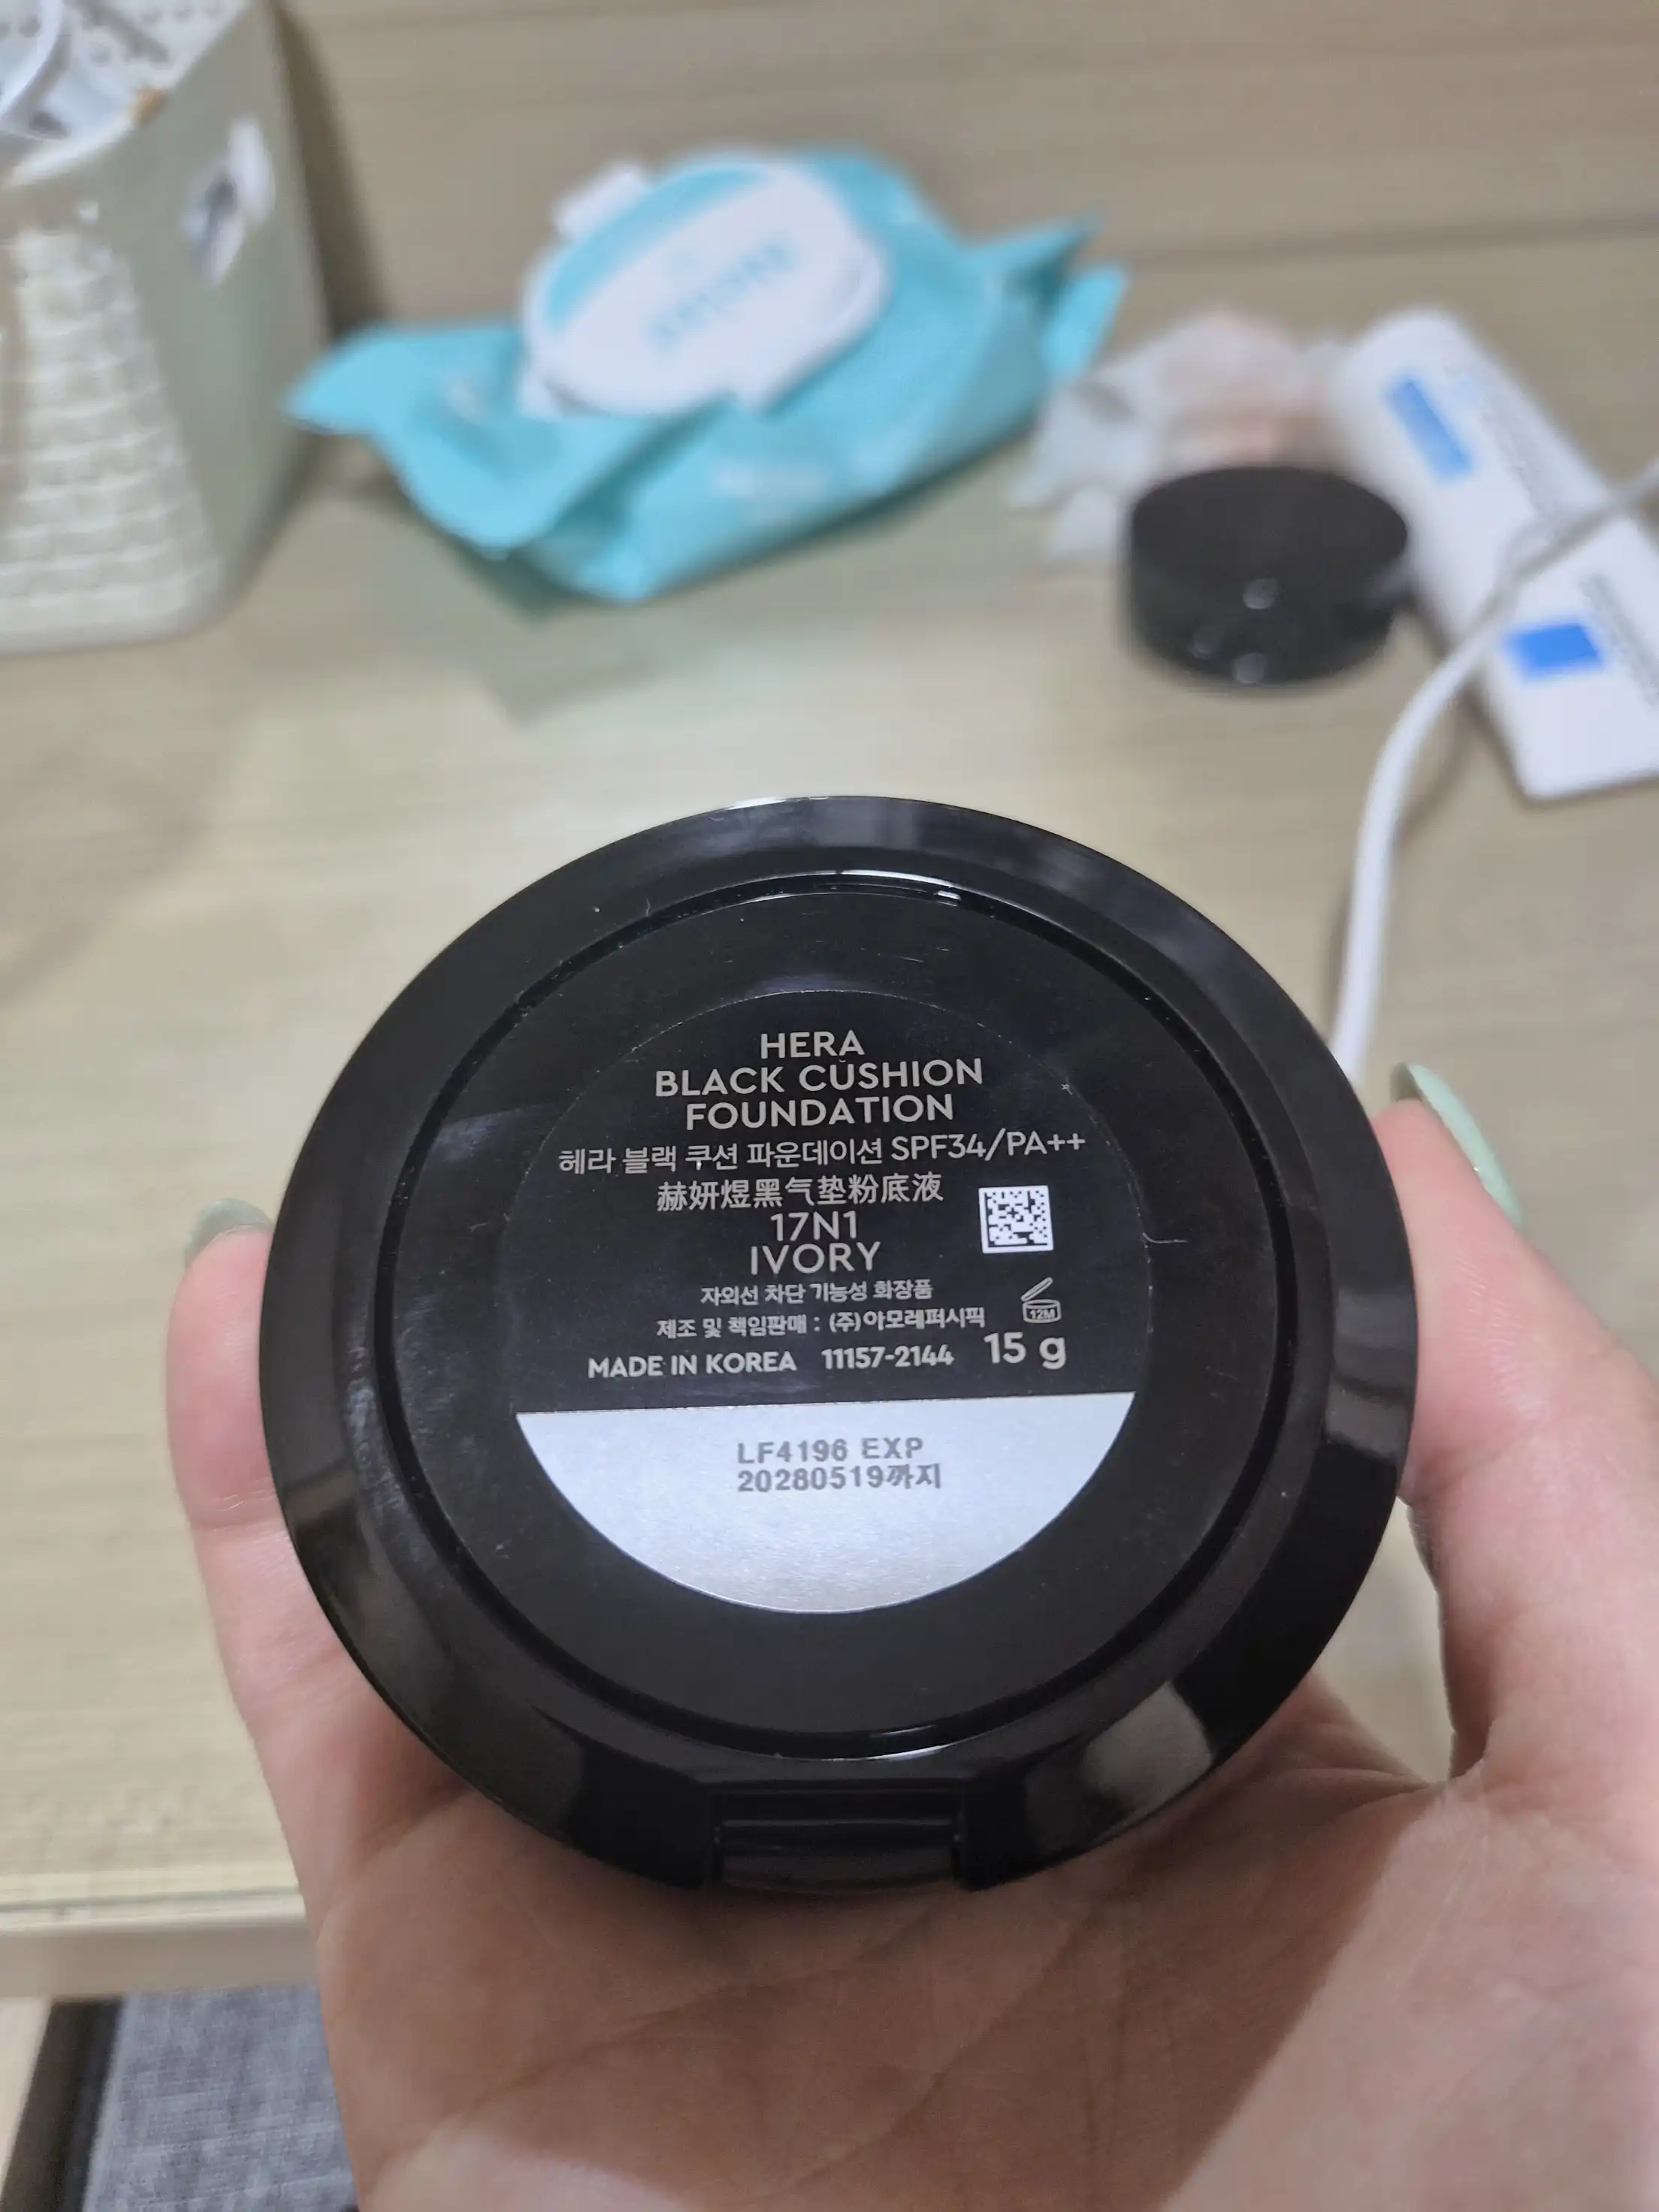 HERA
BLACK CUSHION
FOUNDATION
헤라 블랙 쿠션 파운데이션 SPF34/PA++
赫妍煜黑气垫粉底液
17N1
IVORY
자외선 차단 기능성 화장품
제조 및 책임판매 : (주)아모레퍼시픽
12M
MADE IN KOREA 11157-2144 15 g
LF4196 EXP
20280519까지